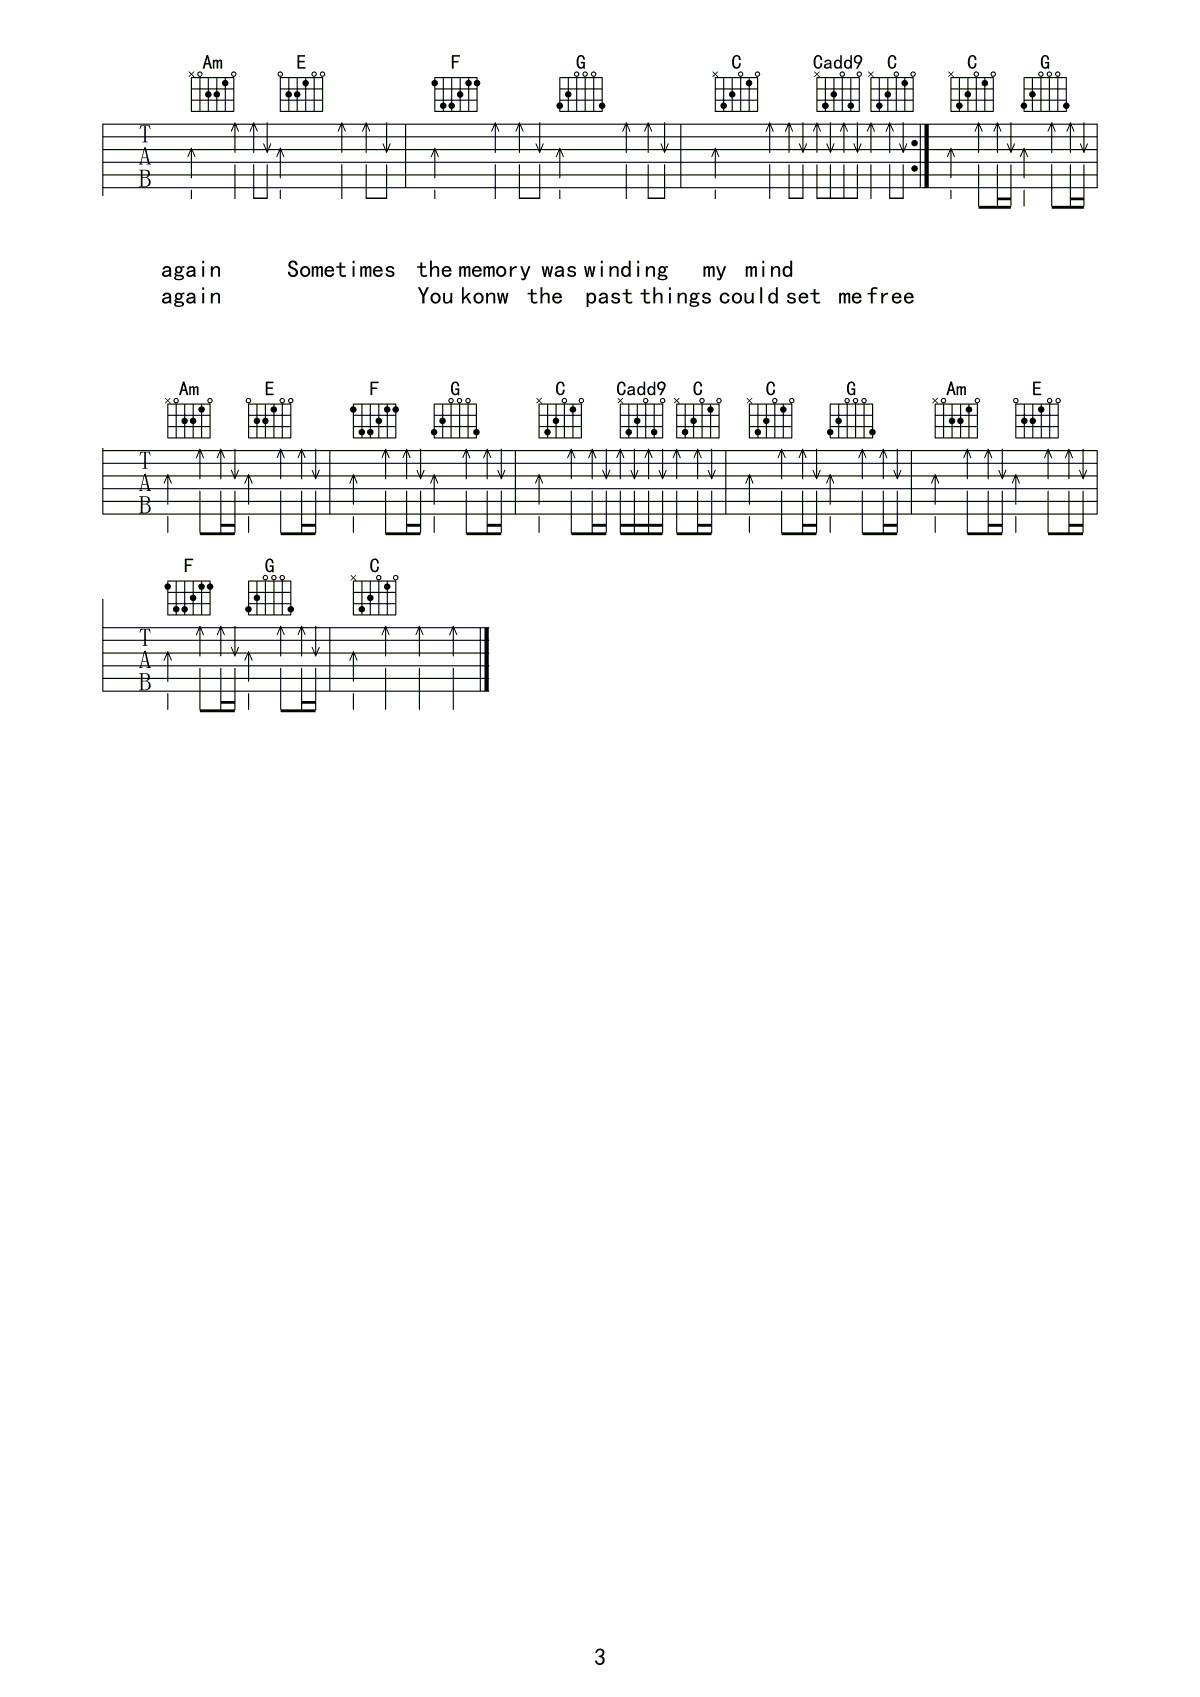 Am E F G C Cadd9 C C G
T
A
B
again Sometimes the memory was winding my mind
again You konw the past things could set me free
Am E F G C Cadd9 C C G Am E
T
A
B
F G C
T
A
B
3